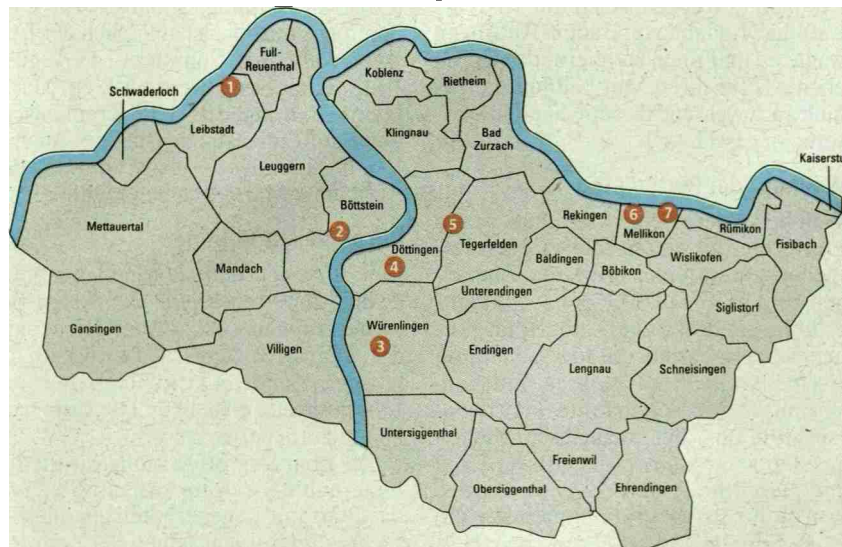 Full-
Reuenthal
Koblenz
Rietheim
Schwaderloch
1
Leibstadt
Klingnau
Bad
Zurzach
Leuggern
Kaiserstu
Böttstein
Rekingen
6
7
Mettauertal
2
5
Mellikon
Rümikon
Döttingen
Tegerfelden
Fisibach
4
Baldingen
Wislikofen
Mandach
Böbikon
Unterendingen
Siglistorf
Gansingen
Würenlingen
3
Villigen
Endingen
Lengnau
Schneisingen
Untersiggenthal
Freienwil
Obersiggenthal
Ehrendingen